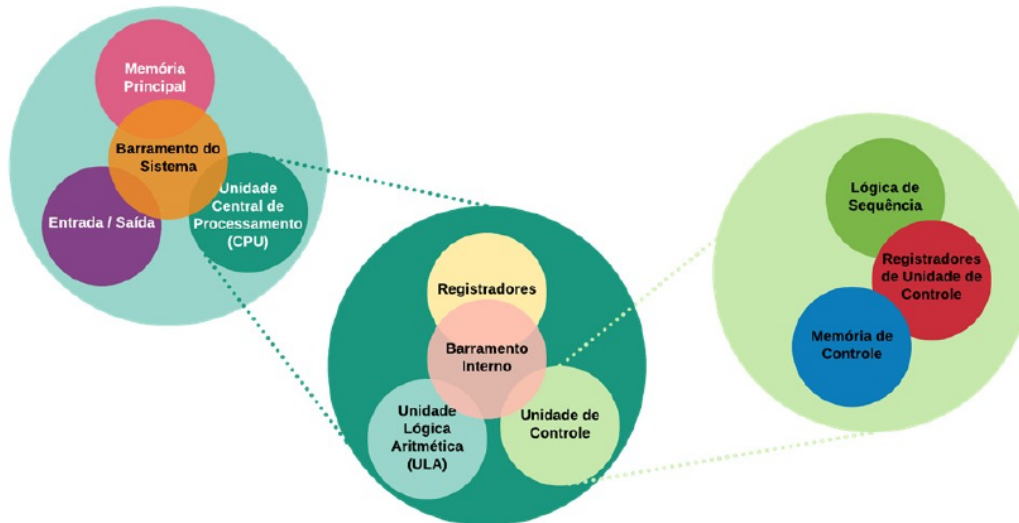 Memória
Principal
Barramento do
Sistema
Entrada / Saída
Unidade
Central de
Processamento
(CPU)
Registradores
Barramento
Interno
Unidade
Lógica
Aritmética
(ULA)
Unidade de
Controle
Lógica de
Sequência
Registradores
de Unidade de
Controle
Memória de
Controle